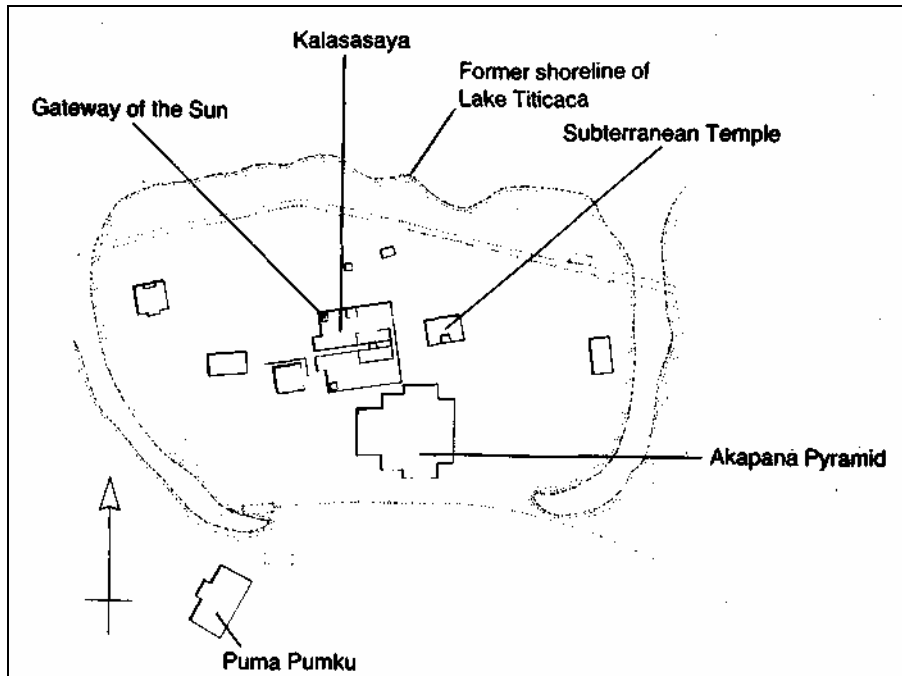 Kalasasaya
Gateway of the Sun
Former shoreline of
Lake Titicaca
Subterranean Temple
Akapana Pyramid
Puma Pumku